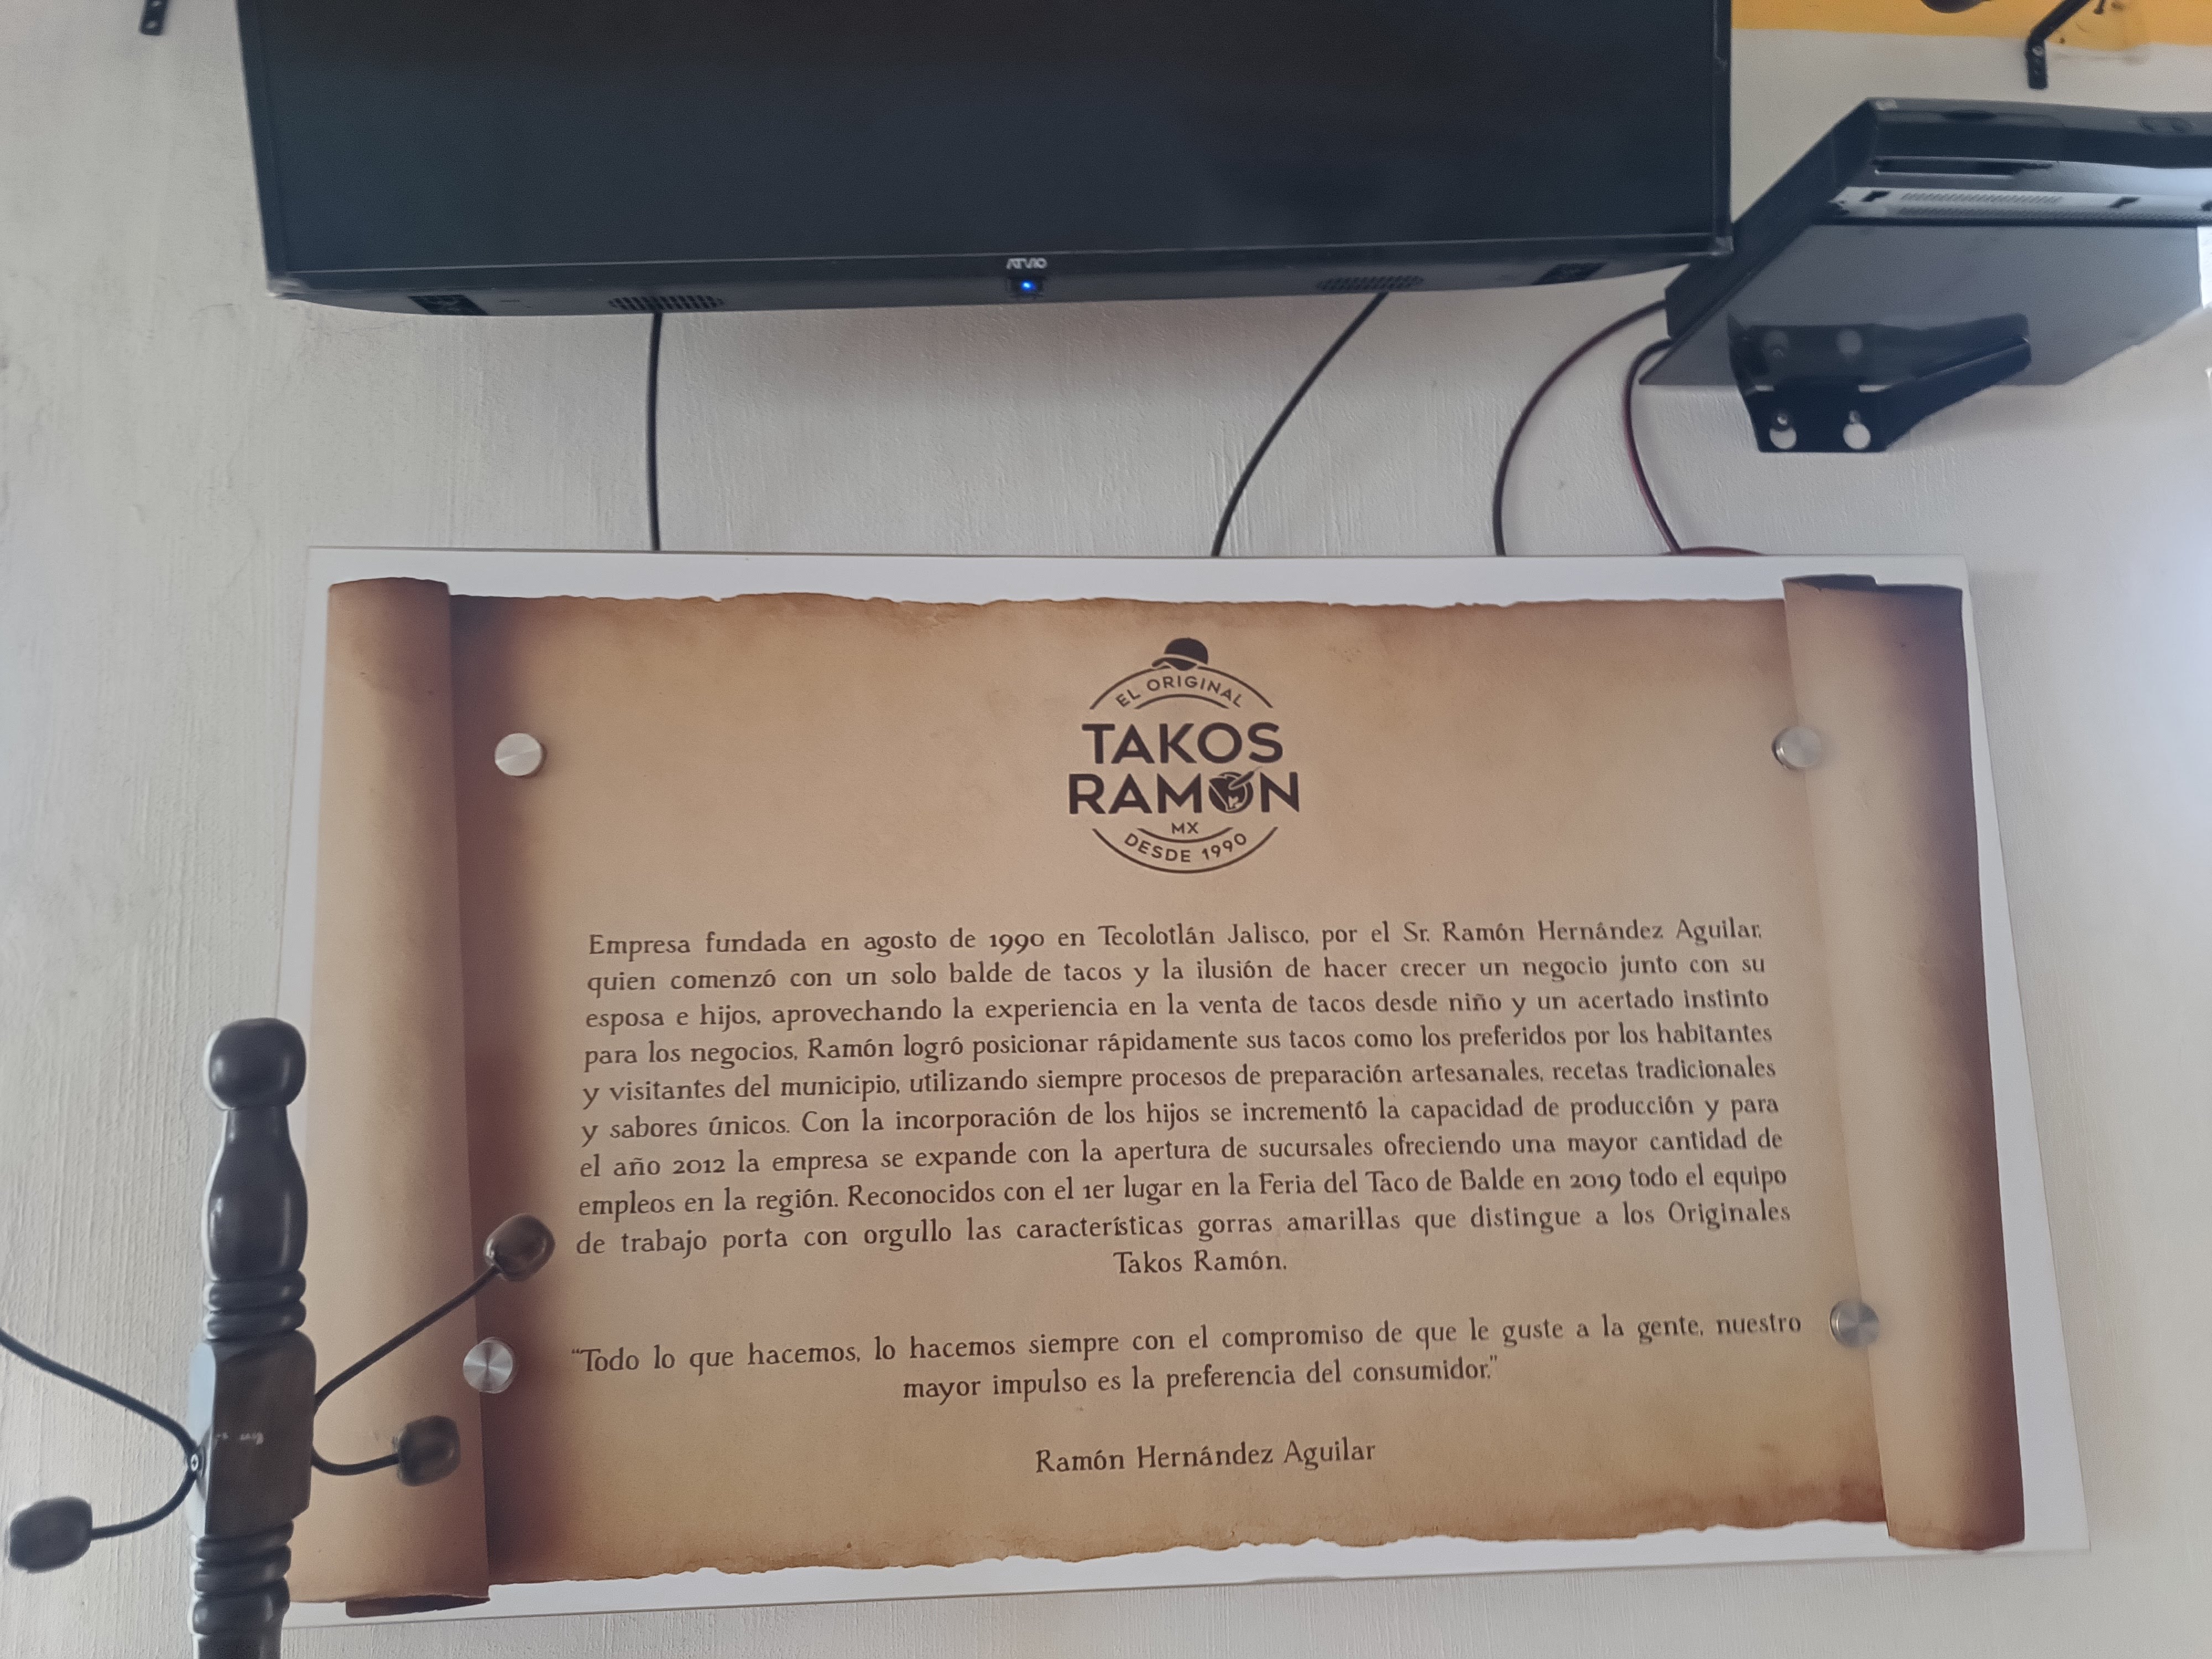 ATVIO
EL ORIGINAL
TAKOS
RAMÓN
MX
DESDE 1990
Empresa fundada en agosto de 1990 en Tecolotlán Jalisco, por el Sr. Ramón Hernández Aguilar,
quien comenzó con un solo balde de tacos y la ilusión de hacer crecer un negocio junto con su
esposa e hijos, aprovechando la experiencia en la venta de tacos desde niño y un acertado instinto
para los negocios, Ramón logró posicionar rápidamente sus tacos como los preferidos por los habitantes
y visitantes del municipio, utilizando siempre procesos de preparación artesanales, recetas tradicionales
y sabores únicos. Con la incorporación de los hijos se incrementó la capacidad de producción y para
el año 2012 la empresa se expande con la apertura de sucursales ofreciendo una mayor cantidad de
empleos en la región. Reconocidos con el 1er lugar en la Feria del Taco de Balde en 2019 todo el equipo
de trabajo porta con orgullo las características gorras amarillas que distingue a los Originales
Takos Ramón.
“Todo lo que hacemos, lo hacemos siempre con el compromiso de que le guste a la gente, nuestro
mayor impulso es la preferencia del consumidor.”
Ramón Hernández Aguilar